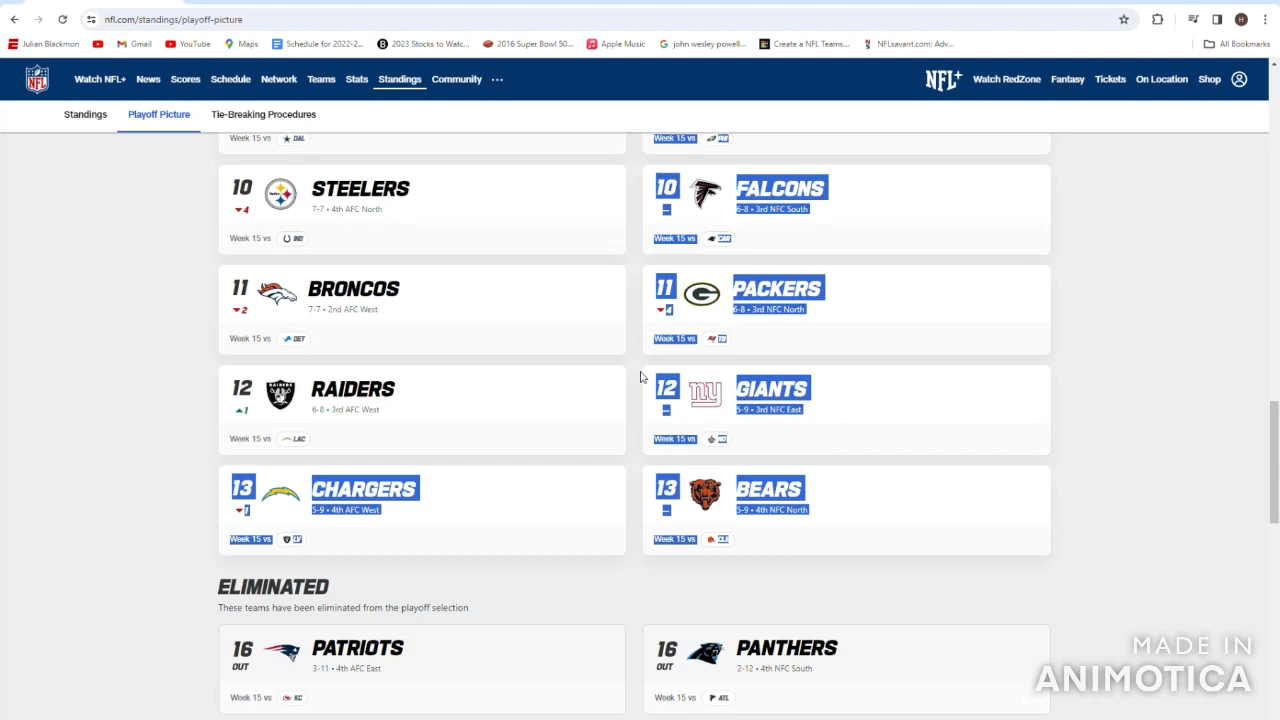 nfl.com/standings/playoff-picture
Julian Blackmon
Gmail
YouTube
Maps
Schedule for 2022-2...
2023 Stocks to Watc...
2016 Super Bowl 50...
Apple Music
john wesley powell...
Create a NFL Teams...
NFLsavant.com: Adv...
All Bookmarks
Watch NFL+ News Scores Schedule Network Teams Stats Standings Community ...
NFL+ Watch RedZone Fantasy Tickets On Location Shop
Standings Playoff Picture Tie-Breaking Procedures
Week 15 vs DAL
Week 15 vs
10 STEELERS
4 7-7 • 4th AFC North
Week 15 vs IND
10 FALCONS
6-8 • 3rd NFC South
Week 15 vs CAR
11 BRONCOS
2 7-7 • 2nd AFC West
Week 15 vs DET
11 PACKERS
4 6-8 • 3rd NFC North
Week 15 vs TB
12 RAIDERS
1 6-8 • 3rd AFC West
Week 15 vs LAC
12 GIANTS
5-9 • 3rd NFC East
Week 15 vs
13 CHARGERS
1 5-9 • 4th AFC West
Week 15 vs LV
13 BEARS
5-9 • 4th NFC North
Week 15 vs CLE
ELIMINATED
These teams have been eliminated from the playoff selection
16 PATRIOTS
OUT 3-11 • 4th AFC East
Week 15 vs KC
16 PANTHERS
OUT 2-12 • 4th NFC South
Week 15 vs ATL
MADE IN
ANIMOTICA